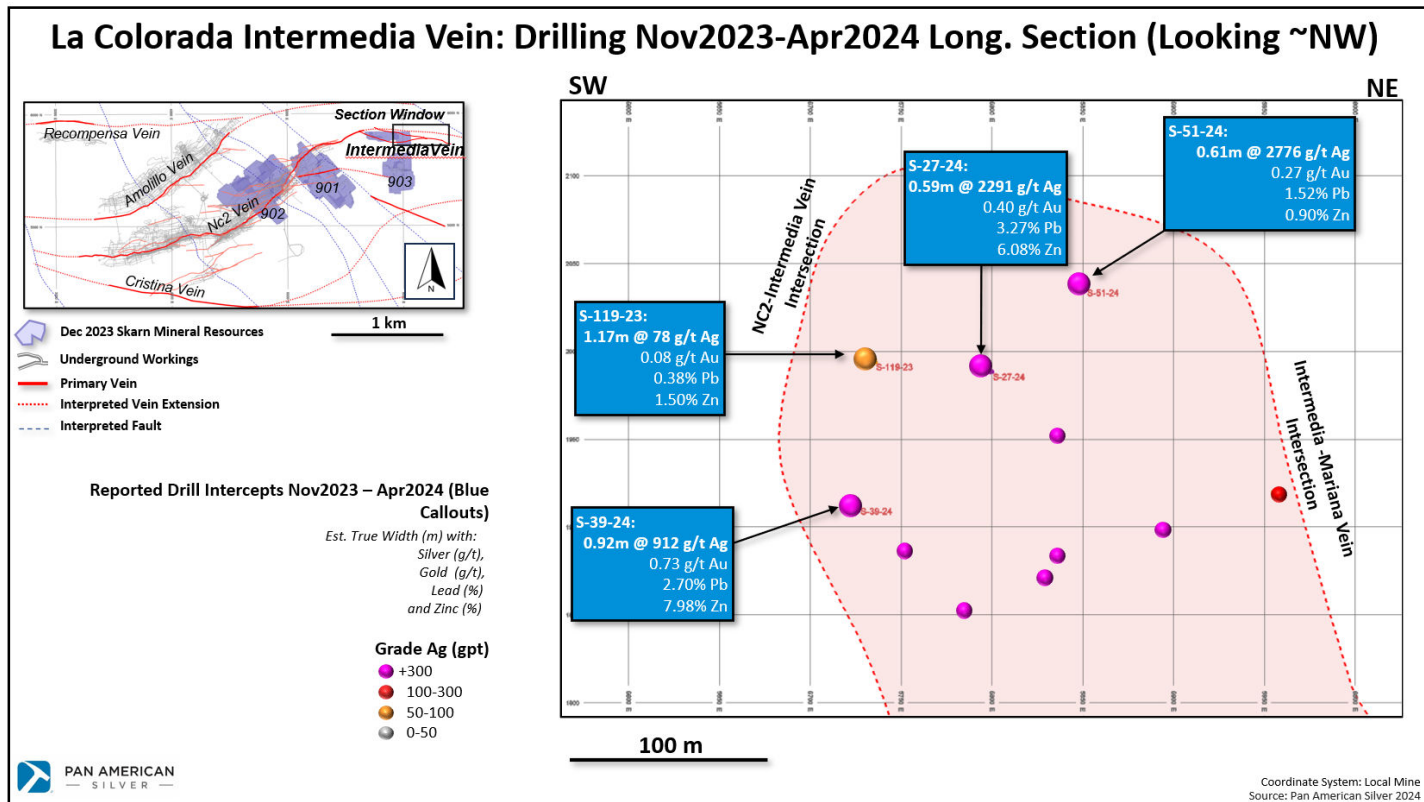 La Colorada Intermedia Vein: Drilling Nov2023-Apr2024 Long. Section (Looking ~NW)
SW
NE
Section Window
Recompensa Vein
IntermediaVein
Amolillo Vein
901
903
902
Nc2 Vein
Cristina Vein
N
1 km
Dec 2023 Skarn Mineral Resources
Underground Workings
Primary Vein
Interpreted Vein Extension
Interpreted Fault
Reported Drill Intercepts Nov2023 – Apr2024 (Blue
Callouts)
Est. True Width (m) with:
Silver (g/t),
Gold (g/t),
Lead (%)
and Zinc (%)
Grade Ag (gpt)
+300
100-300
50-100
0-50
PAN AMERICAN
— SILVER —
2100
S-51-24:
0.61m @ 2776 g/t Ag
0.27 g/t Au
1.52% Pb
0.90% Zn
S-27-24:
0.59m @ 2291 g/t Ag
0.40 g/t Au
3.27% Pb
6.08% Zn
NC2-Intermedia Vein
Intersection
S-51-24
S-119-23:
1.17m @ 78 g/t Ag
0.08 g/t Au
0.38% Pb
1.50% Zn
S-119-23
S-27-24
Intermedia -Mariana Vein
Intersection
S-39-24:
0.92m @ 912 g/t Ag
0.73 g/t Au
2.70% Pb
7.98% Zn
S-39-24
100 m
Coordinate System: Local Mine
Source: Pan American Silver 2024